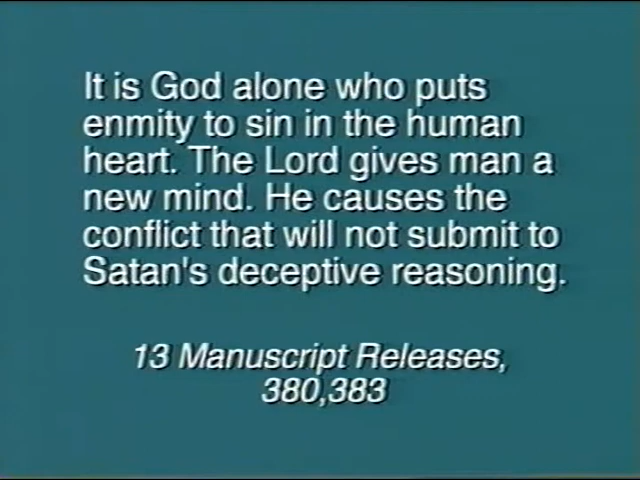 It is God alone who puts
enmity to sin in the human
heart. The Lord gives man a
new mind. He causes the
conflict that will not submit to
Satan's deceptive reasoning.
13 Manuscript Releases,
380,383